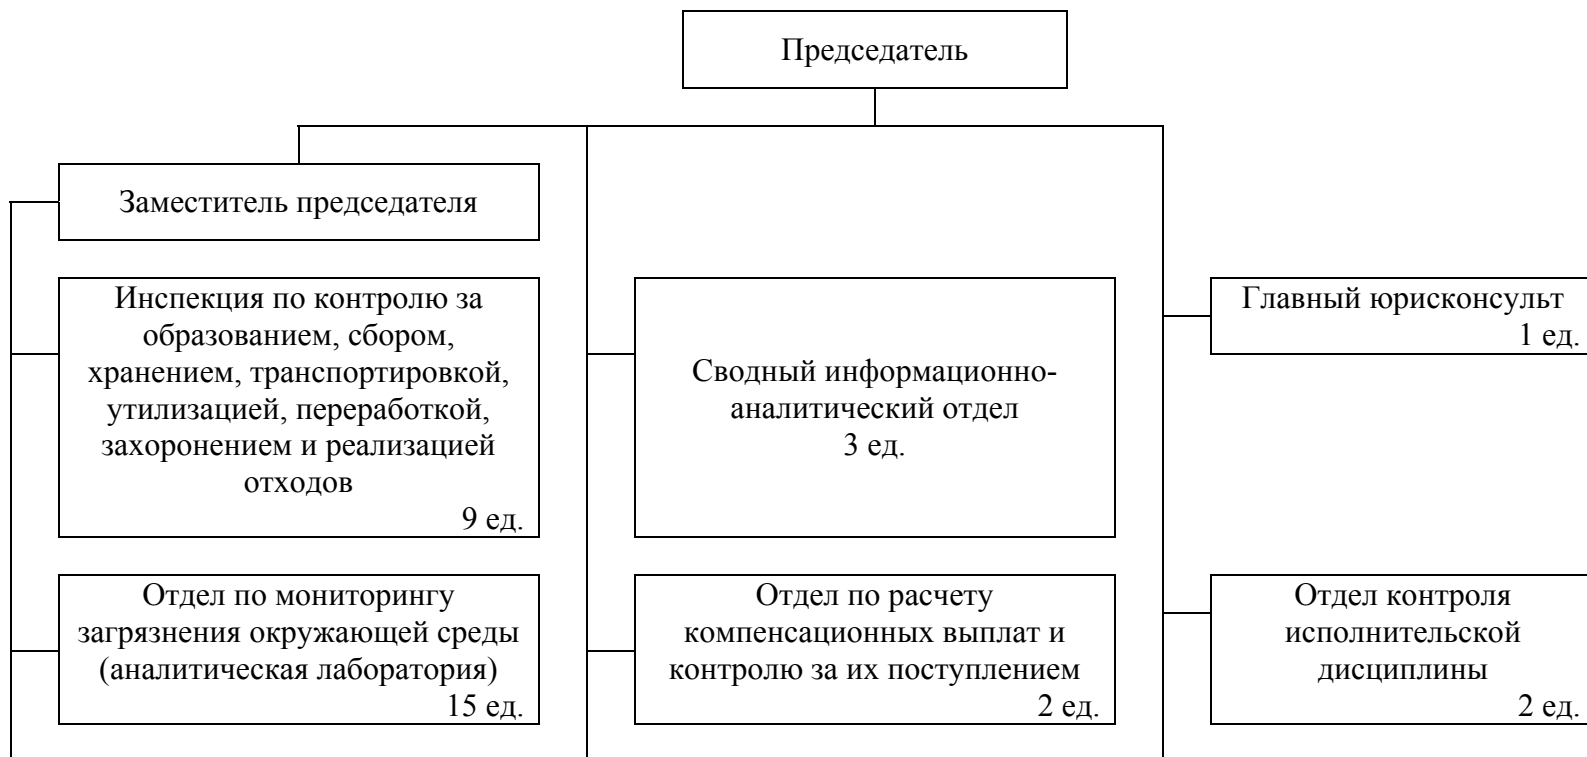 Председатель
Заместитель председателя
Инспекция по контролю за
образованием, сбором,
хранением, транспортировкой,
утилизацией, переработкой,
захоронением и реализацией
отходов
9 ед.
Сводный информационно-
аналитический отдел
3 ед.
Главный юрисконсульт
1 ед.
Отдел по мониторингу
загрязнения окружающей среды
(аналитическая лаборатория)
15 ед.
Отдел по расчету
компенсационных выплат и
контролю за их поступлением
2 ед.
Отдел контроля
исполнительской
дисциплины
2 ед.